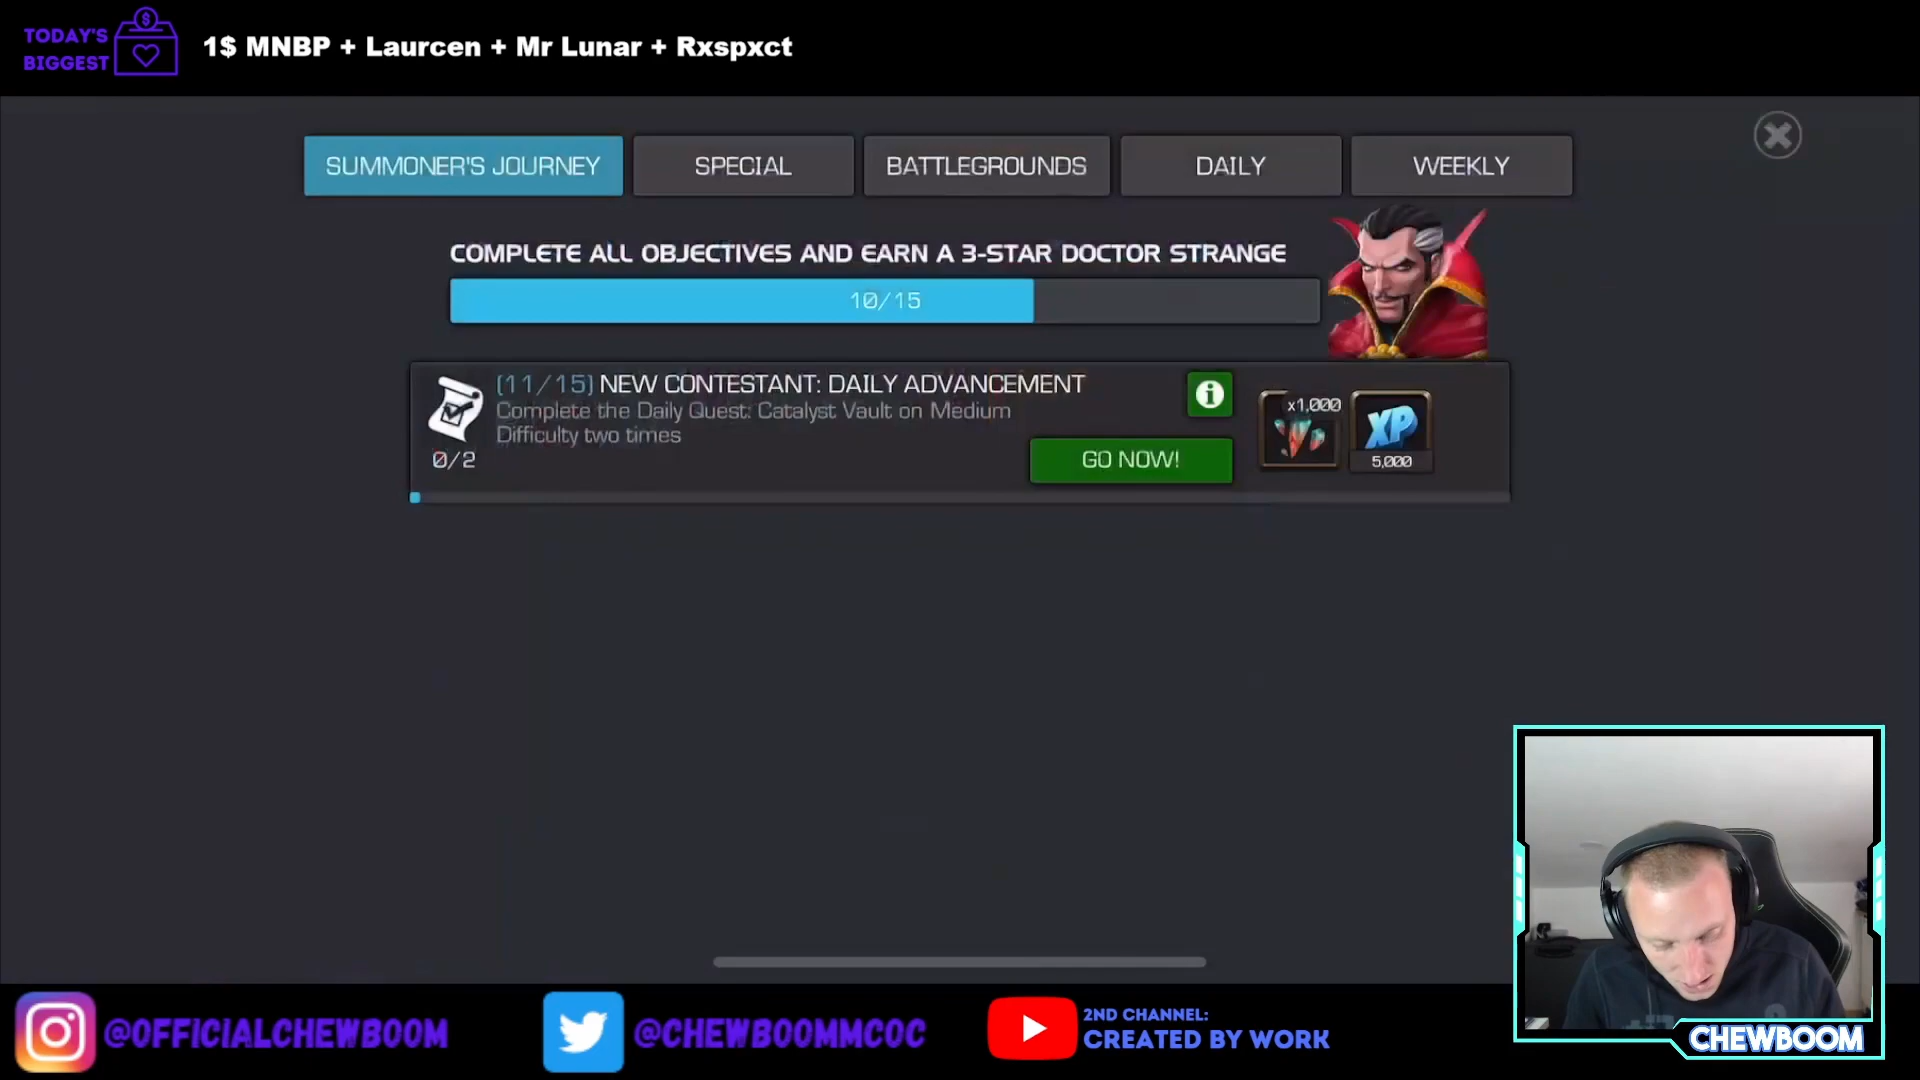 TODAY'S
BIGGEST
$
1$ MNBP + Laurcen + Mr Lunar + Rxspxct
SUMMONER'S JOURNEY
SPECIAL
BATTLEGROUNDS
DAILY
WEEKLY
COMPLETE ALL OBJECTIVES AND EARN A 3-STAR DOCTOR STRANGE
10/15
(11/15) NEW CONTESTANT: DAILY ADVANCEMENT
Complete the Daily Quest: Catalyst Vault on Medium
Difficulty two times
0/2
GO NOW!
x1,000
XP
5,000
@OFFICIALCHEWBOOM
@CHEWBOOMMCOC
2ND CHANNEL:
CREATED BY WORK
CHEWBOOM